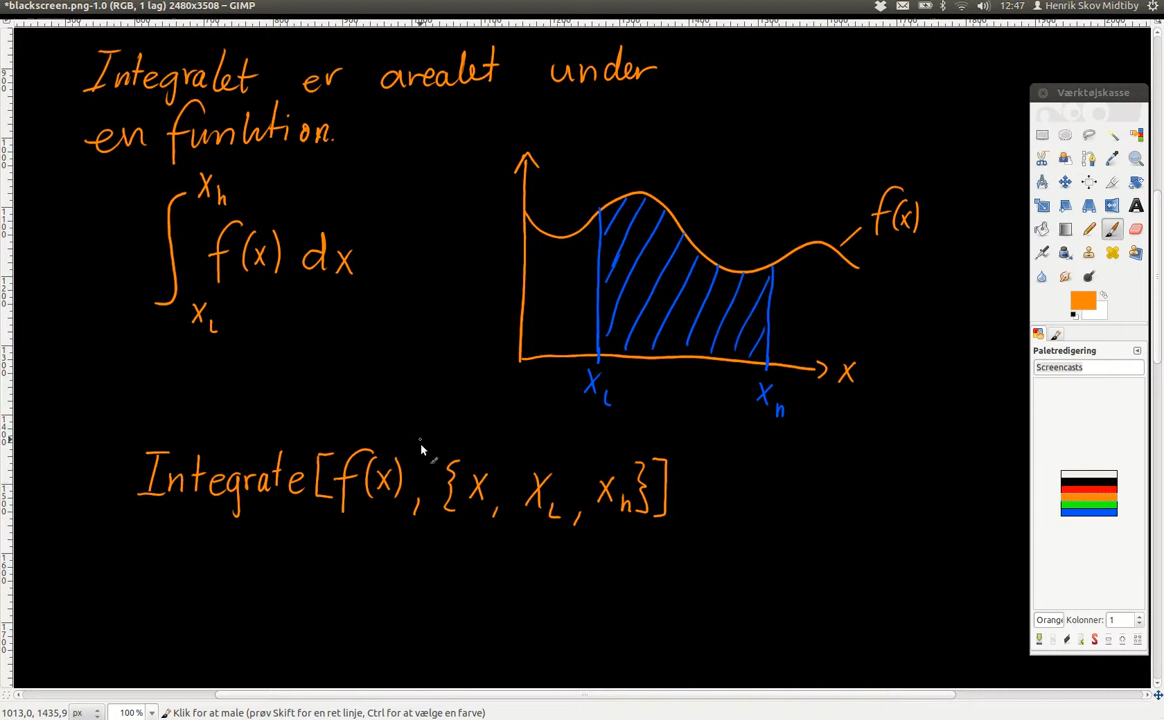 *blackscreen.png-1.0 (RGB, 1 lag) 2480x3508 – GIMP
12:47 Henrik Skov Midtiby
Integralet er arealet under
en funktion.
x_h
∫ f(x) dx
x_L
f(x)
x
x_L x_h
Integrate[f(x), {x, x_L, x_h}]
Værktøjskasse
Paletredigering
Screencasts
Orange Kolonner: 1
1013,0, 1435,9 px 100% Klik for at male (prøv Skift for en ret linje, Ctrl for at vælge en farve)